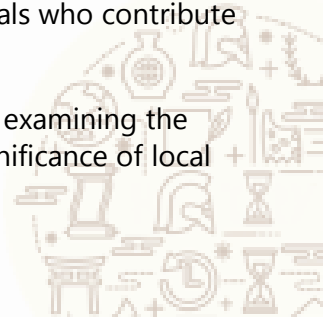 als who contribute
examining the
nificance of local